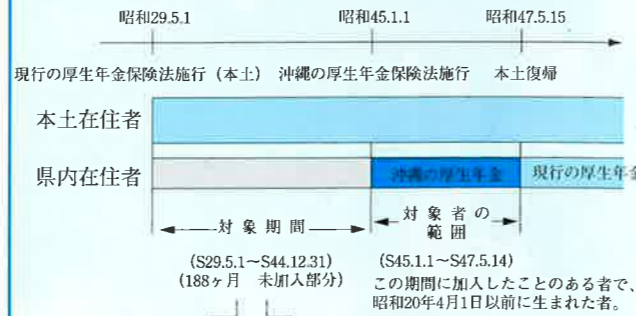 昭和29.5.1 昭和45.1.1 昭和47.5.15
現行の厚生年金保険法施行（本土） 沖縄の厚生年金保険法施行 本土復帰
本土在住者
県内在住者 沖縄の厚生年金 現行の厚生年金
対象期間 対象者の
範囲
(S29.5.1〜S44.12.31) (S45.1.1〜S47.5.14)
(188ヶ月 未加入部分) この期間に加入したことのある者で、
昭和20年4月1日以前に生まれた者。